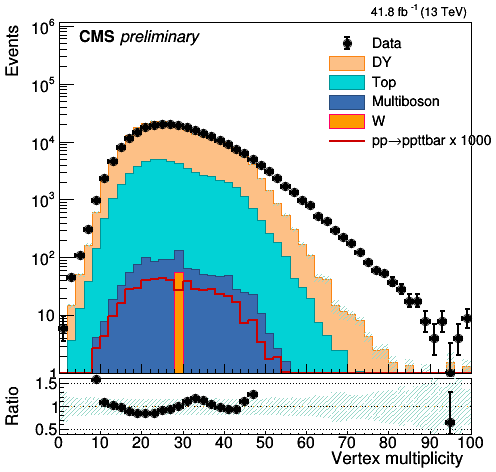 41.8 fb⁻¹ (13 TeV)
CMS preliminary
Events
10⁶
10⁵
10⁴
10³
10²
10
1
Data
DY
Top
Multiboson
W
pp→ppttbar x 1000
Ratio
1.5
1
0.5
0 10 20 30 40 50 60 70 80 90 100
Vertex multiplicity